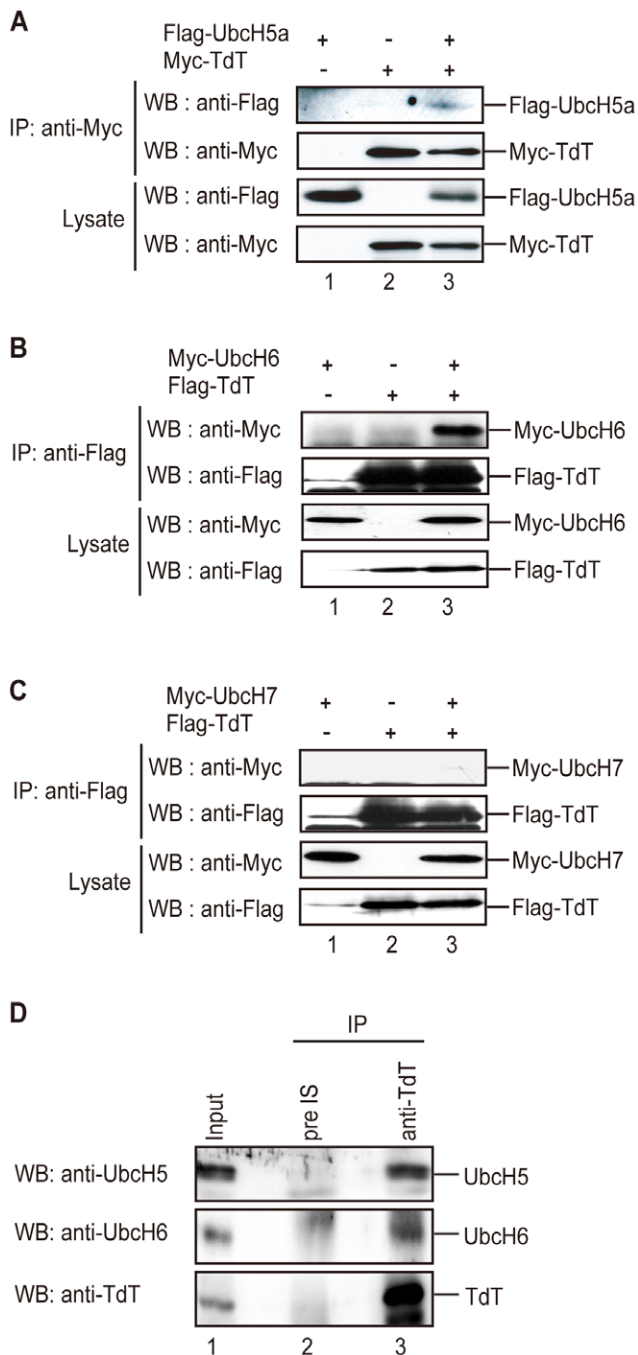 A
Flag-UbcH5a + - +
Myc-TdT - + +
IP: anti-Myc
WB : anti-Flag
Flag-UbcH5a
WB : anti-Myc
Myc-TdT
Lysate
WB : anti-Flag
Flag-UbcH5a
WB : anti-Myc
Myc-TdT
1 2 3
B
Myc-UbcH6 + - +
Flag-TdT - + +
IP: anti-Flag
WB : anti-Myc
Myc-UbcH6
WB : anti-Flag
Flag-TdT
Lysate
WB : anti-Myc
Myc-UbcH6
WB : anti-Flag
Flag-TdT
1 2 3
C
Myc-UbcH7 + - +
Flag-TdT - + +
IP: anti-Flag
WB : anti-Myc
Myc-UbcH7
WB : anti-Flag
Flag-TdT
Lysate
WB : anti-Myc
Myc-UbcH7
WB : anti-Flag
Flag-TdT
1 2 3
D
IP
Input
pre IS
anti-TdT
WB: anti-UbcH5
UbcH5
WB: anti-UbcH6
UbcH6
WB: anti-TdT
TdT
1 2 3